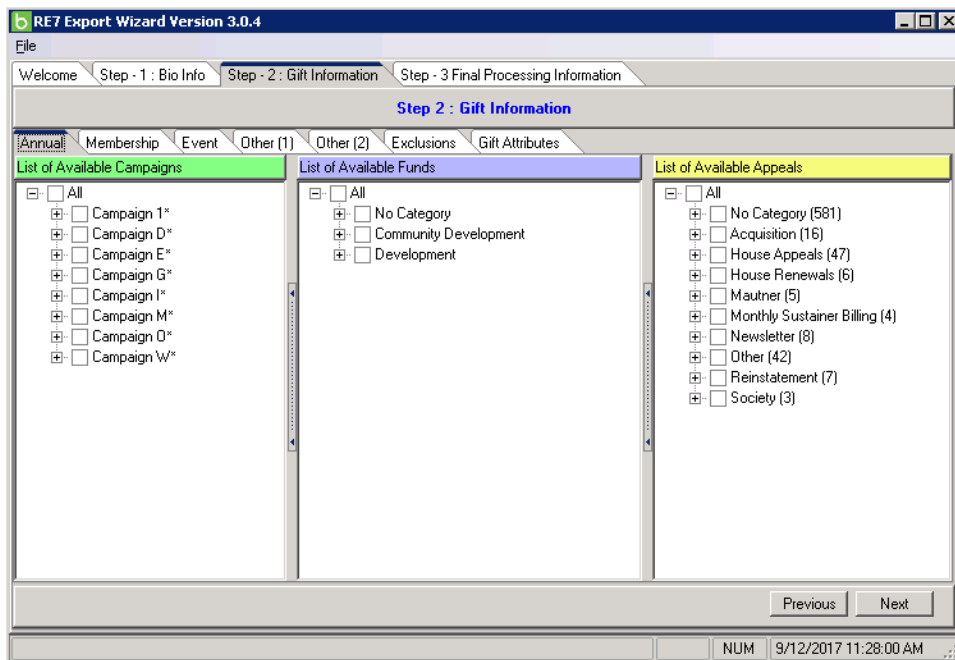 RE7 Export Wizard Version 3.0.4
File
Welcome Step - 1 : Bio Info Step - 2 : Gift Information Step - 3 Final Processing Information
Step 2 : Gift Information
Annual Membership Event Other (1) Other (2) Exclusions Gift Attributes
List of Available Campaigns
All
Campaign 1*
Campaign D*
Campaign E*
Campaign G*
Campaign I*
Campaign M*
Campaign O*
Campaign W*
List of Available Funds
All
No Category
Community Development
Development
List of Available Appeals
All
No Category (581)
Acquisition (16)
House Appeals (47)
House Renewals (6)
Mautner (5)
Monthly Sustainer Billing (4)
Newsletter (8)
Other (42)
Reinstatement (7)
Society (3)
Previous Next
NUM 9/12/2017 11:28:00 AM